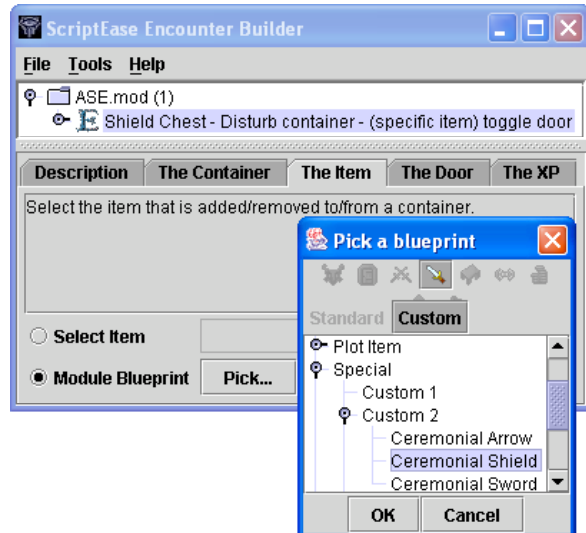 ScriptEase Encounter Builder
File Tools Help
ASE.mod (1)
Shield Chest - Disturb container - (specific item) toggle door
Description The Container The Item The Door The XP
Select the item that is added/removed to/from a container.
Select Item
Module Blueprint Pick...
Pick a blueprint
Standard Custom
Plot Item
Special
Custom 1
Custom 2
Ceremonial Arrow
Ceremonial Shield
Ceremonial Sword
OK Cancel